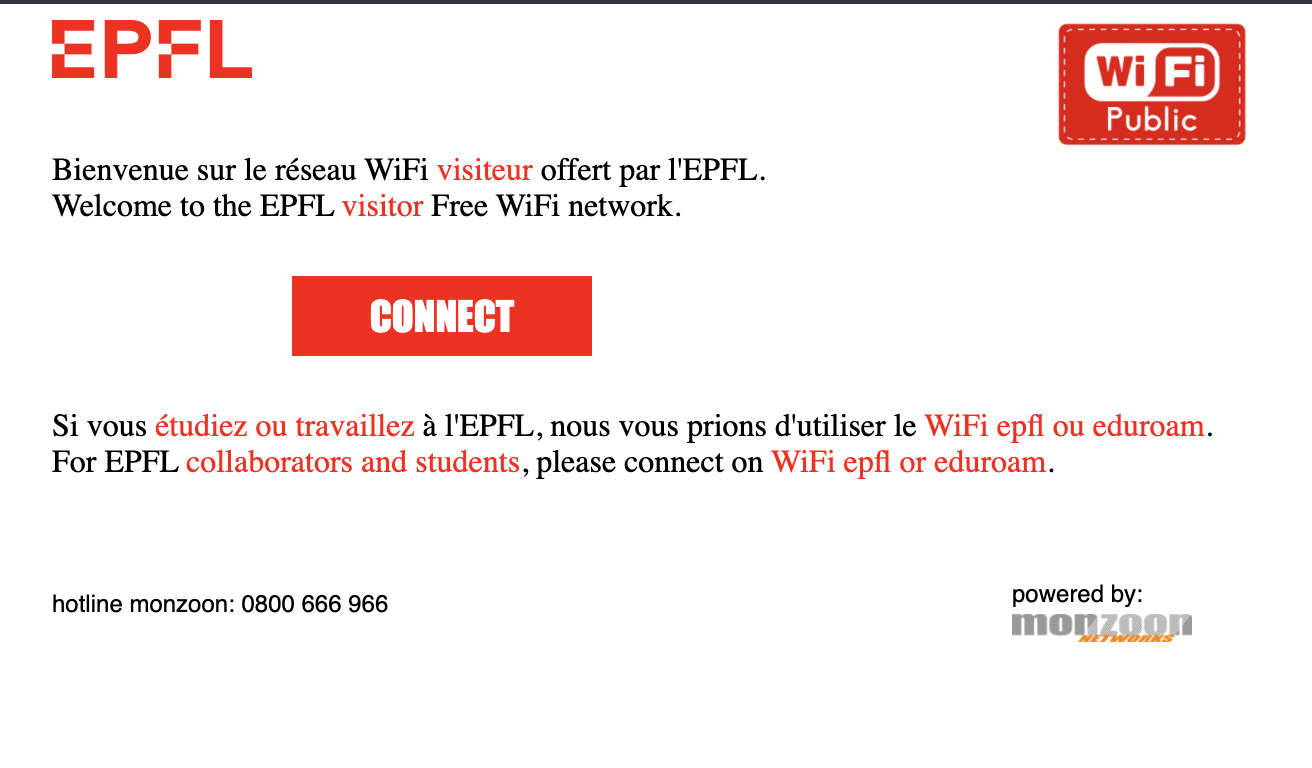 EPFL
WiFi
Public
Bienvenue sur le réseau WiFi visiteur offert par l'EPFL.
Welcome to the EPFL visitor Free WiFi network.
CONNECT
Si vous étudiez ou travaillez à l'EPFL, nous vous prions d'utiliser le WiFi epfl ou eduroam.
For EPFL collaborators and students, please connect on WiFi epfl or eduroam.
hotline monzoon: 0800 666 966
powered by:
monzoon
NETWORKS